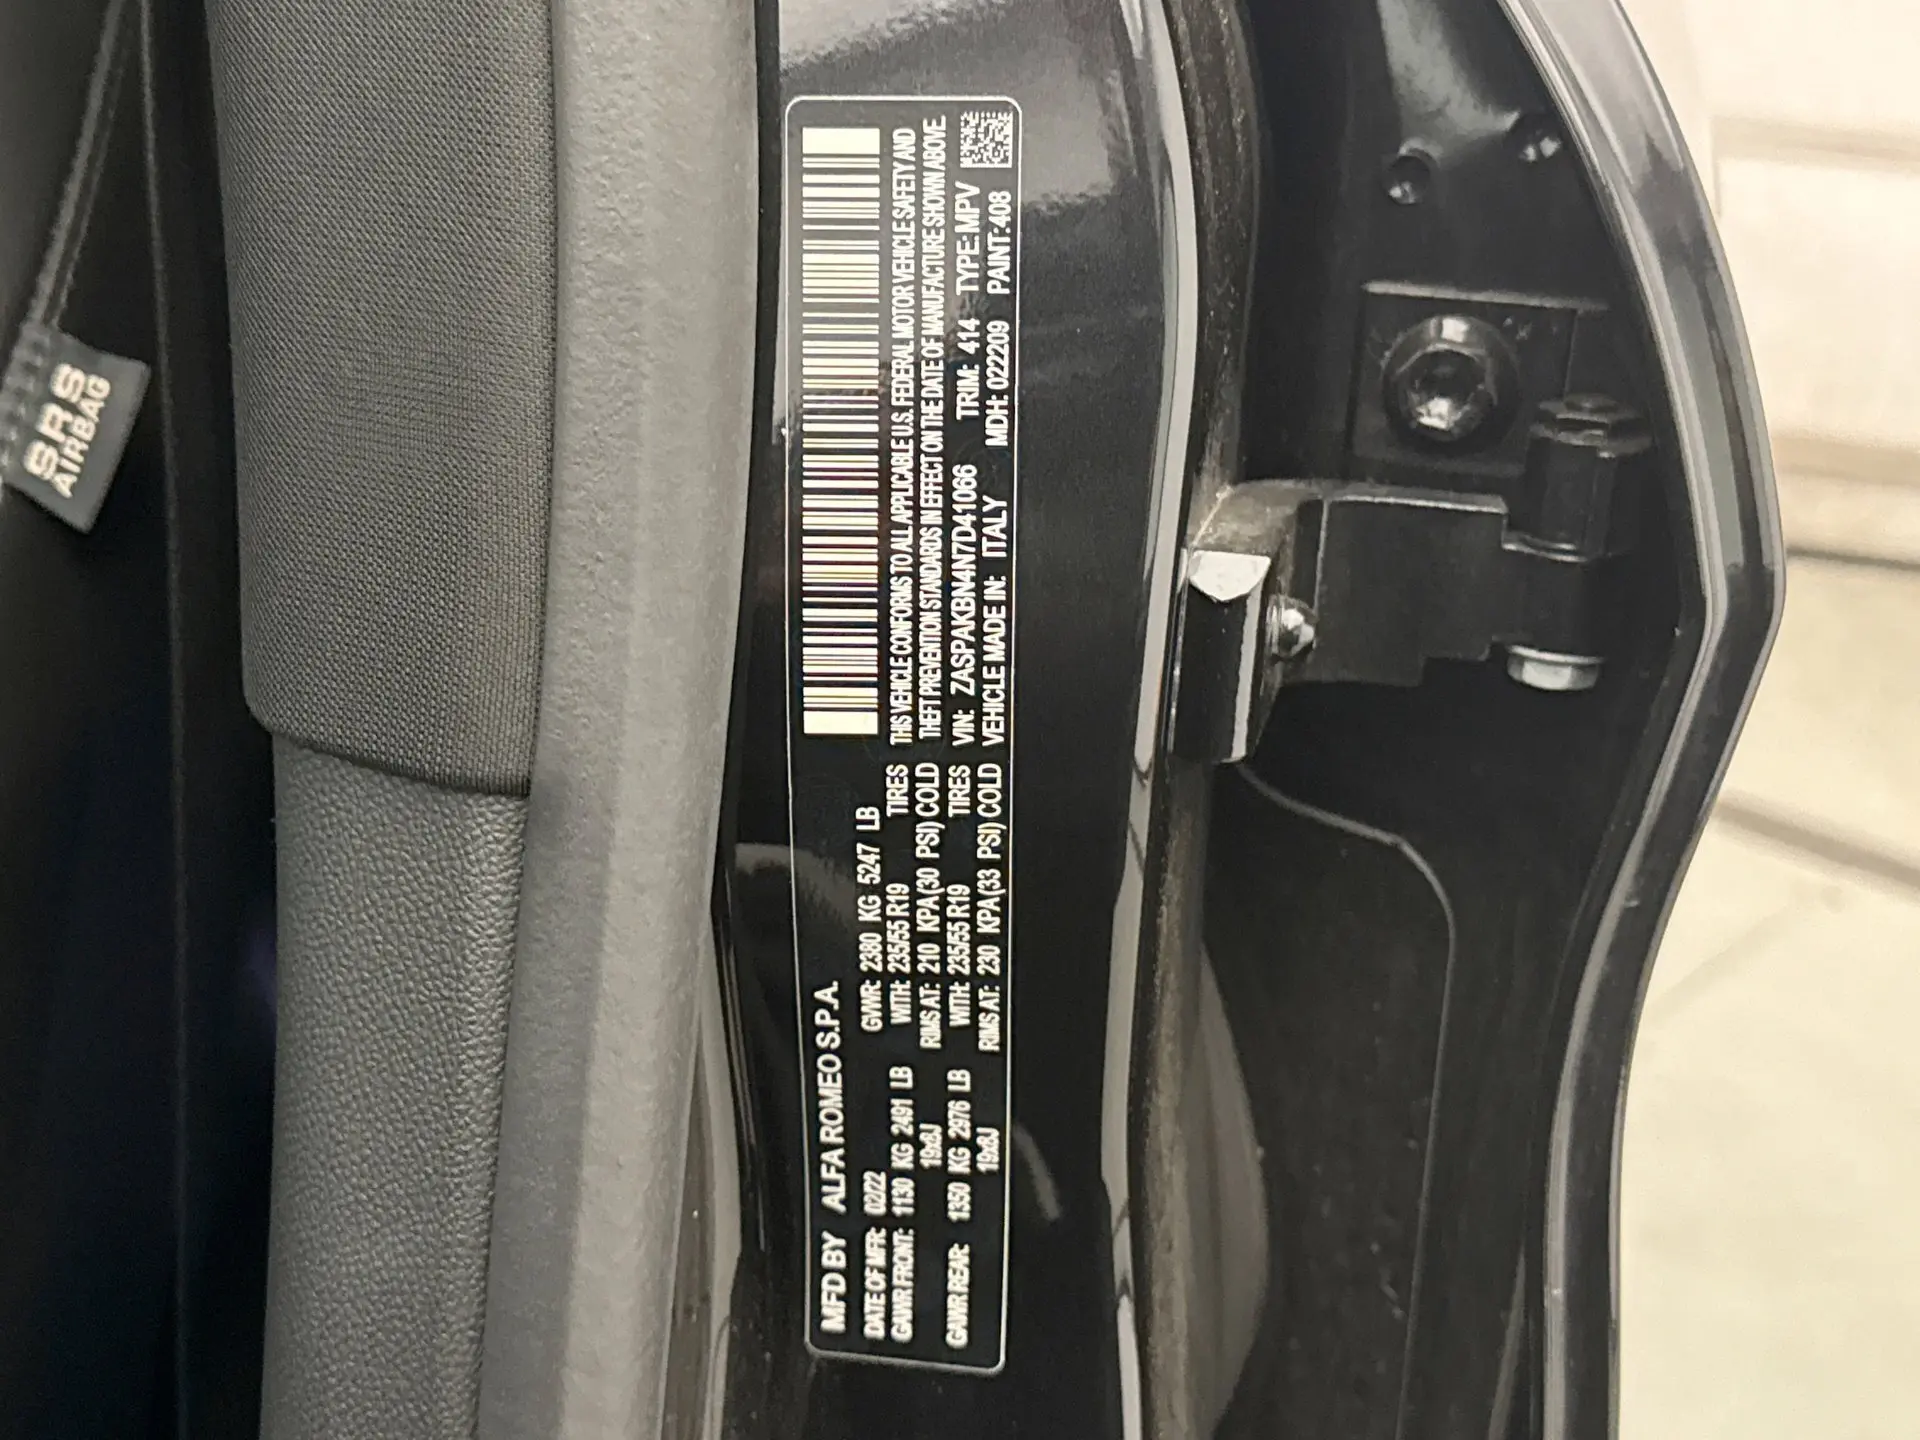 MFD BY ALFA ROMEO S.P.A.
DATE OF MFR: 02/22 GVWR: 2380 KG 5247 LB
GAWR FRONT: 1130 KG 2491 LB WITH: 235/55 R19 TIRES
19x8J RIMS AT: 210 KPA(30 PSI) COLD
GAWR REAR: 1350 KG 2976 LB WITH: 235/55 R19 TIRES
19x8J RIMS AT: 230 KPA(33 PSI) COLD
THIS VEHICLE CONFORMS TO ALL APPLICABLE U.S. FEDERAL MOTOR VEHICLE SAFETY AND
THEFT PREVENTION STANDARDS IN EFFECT ON THE DATE OF MANUFACTURE SHOWN ABOVE.
VIN: ZASPAKBN4N7D41066 TRIM: 414 TYPE: MPV
VEHICLE MADE IN: ITALY MDH: 022209 PAINT: 408
SRS
AIRBAG